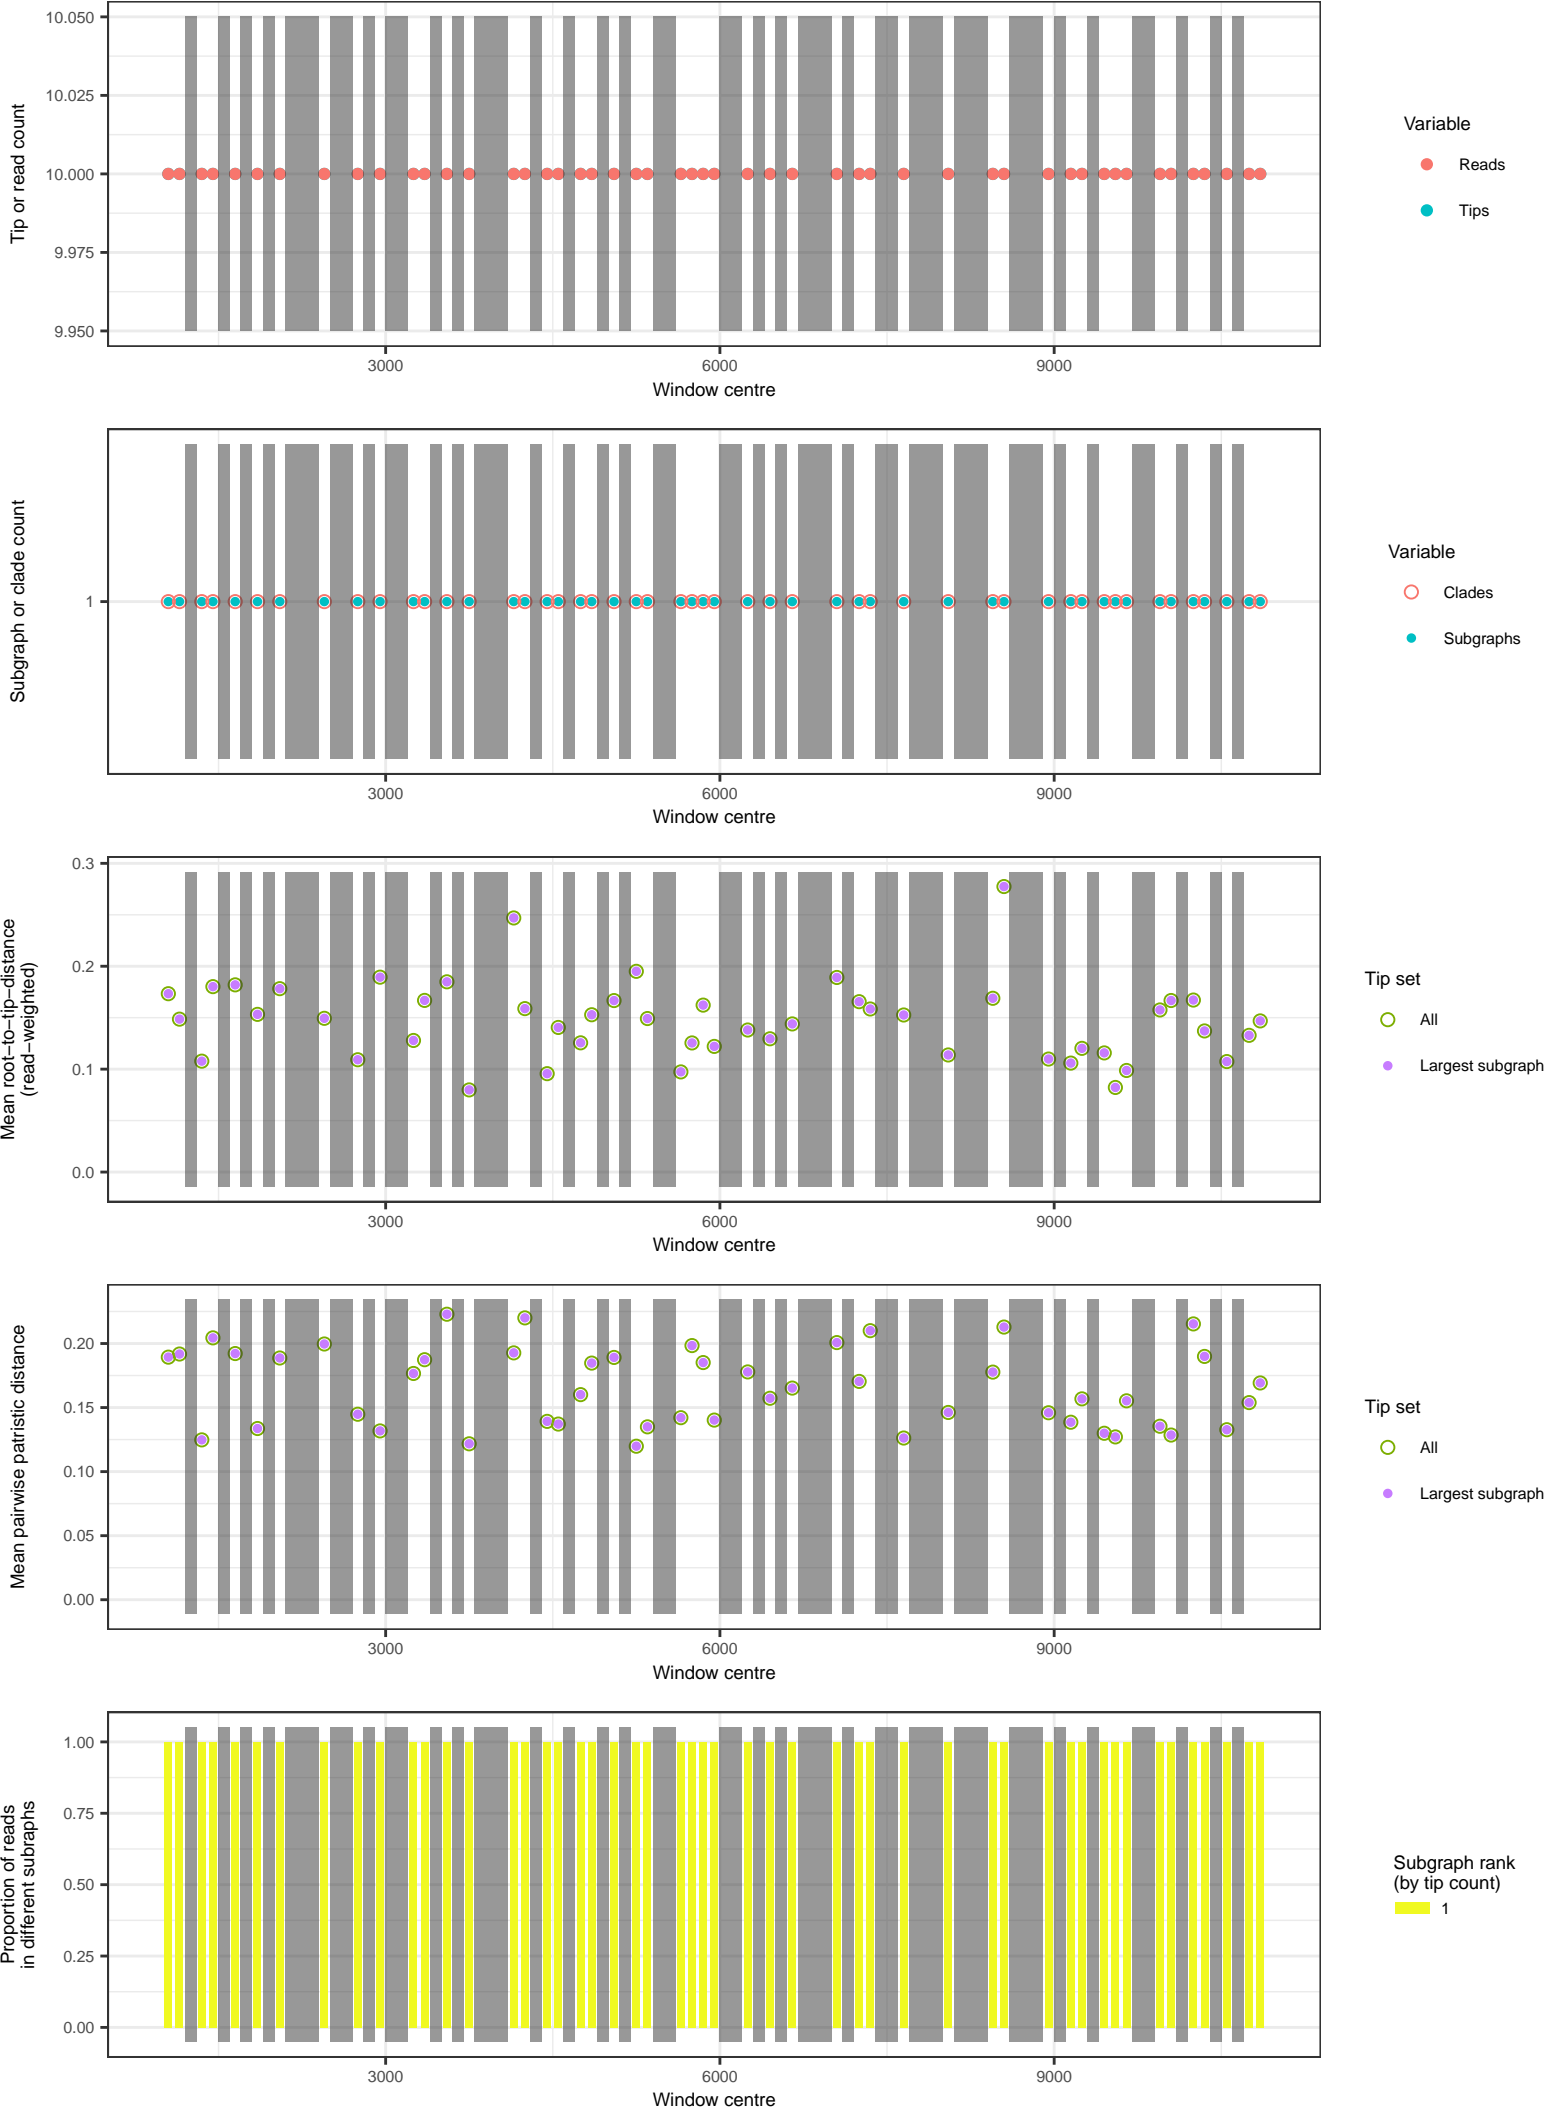 10.050
10.025
10.000
9.975
9.950
Tip or read count
3000
6000
9000
Window centre
Variable
Reads
Tips
1
Subgraph or clade count
3000
6000
9000
Window centre
Variable
Clades
Subgraphs
0.3
0.2
0.1
0.0
Mean root−to−tip−distance
(read−weighted)
3000
6000
9000
Window centre
Tip set
All
Largest subgraph
0.20
0.15
0.10
0.05
0.00
Mean pairwise patristic distance
3000
6000
9000
Window centre
Tip set
All
Largest subgraph
1.00
0.75
0.50
0.25
0.00
Proportion of reads
in different subraphs
3000
6000
9000
Window centre
Subgraph rank
(by tip count)
1